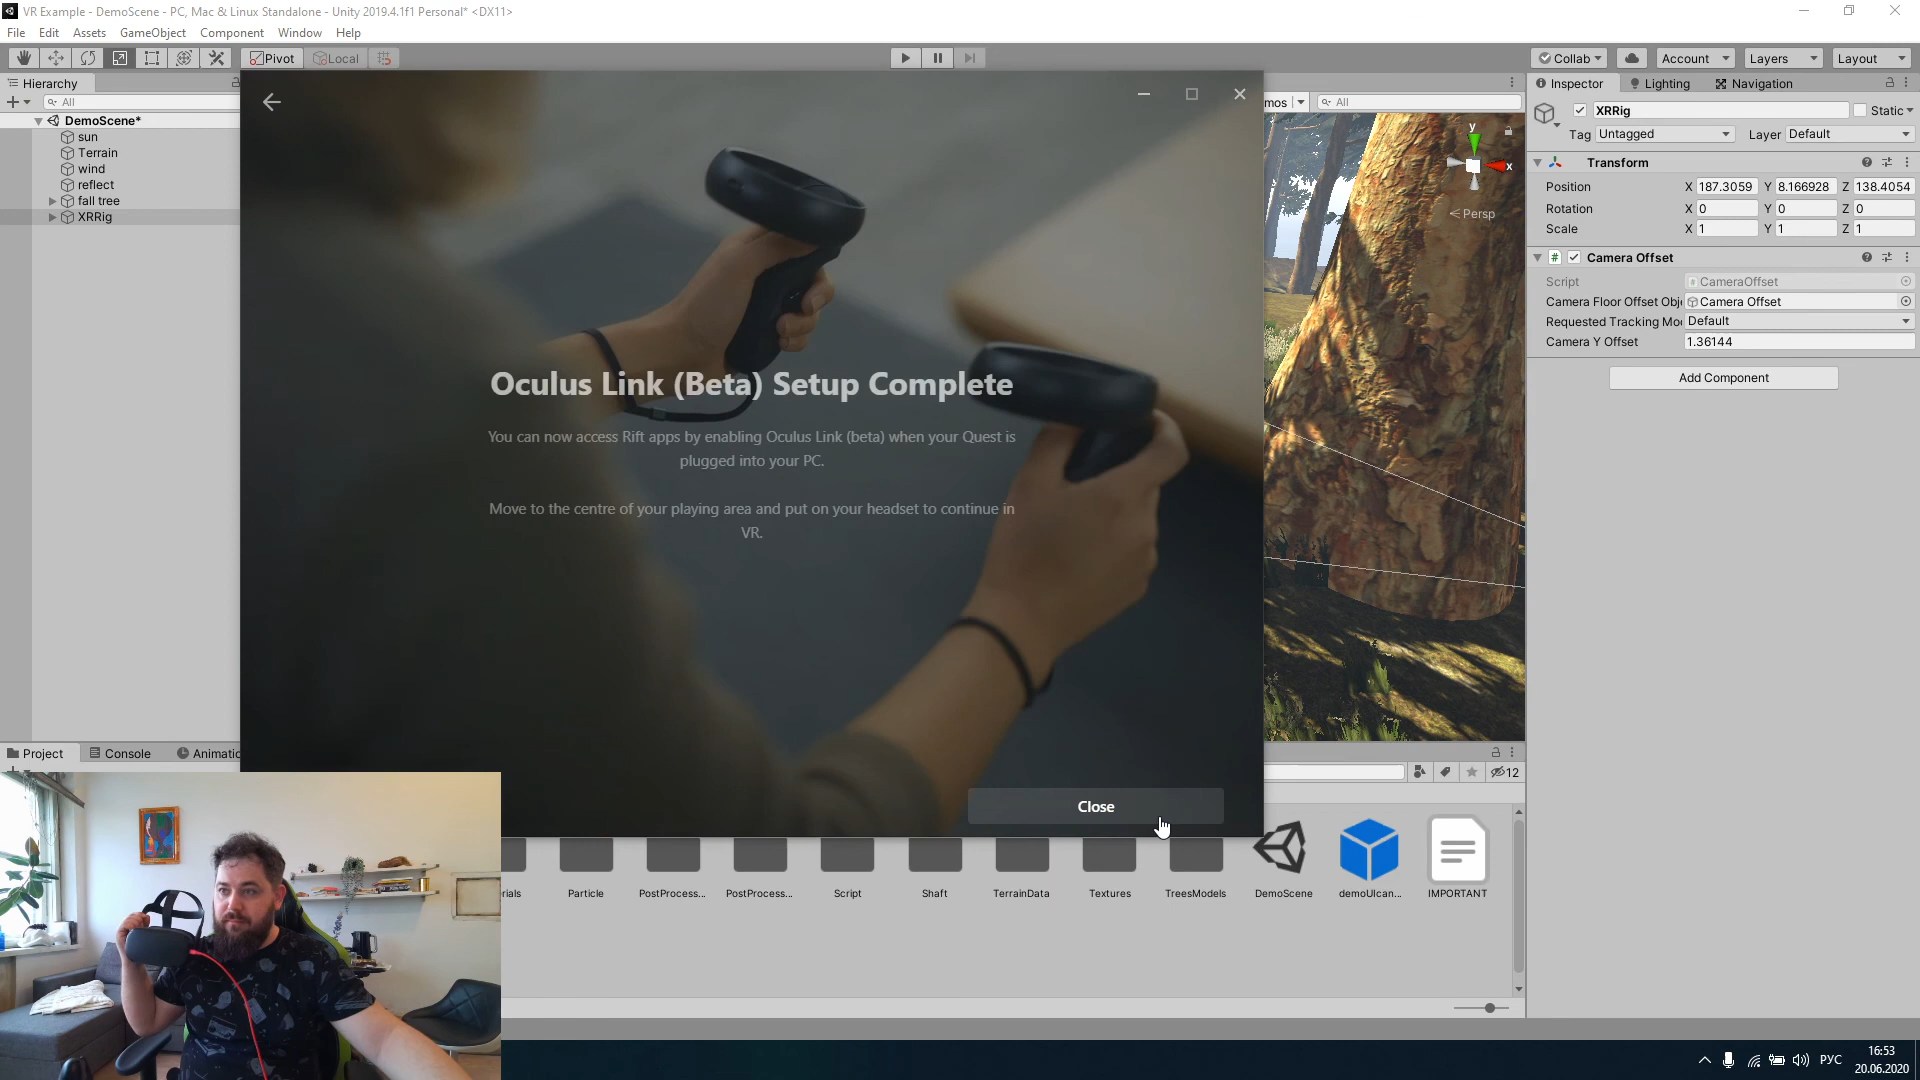 VR Example - DemoScene - PC, Mac & Linux Standalone - Unity 2019.4.1f1 Personal* <DX11>
File Edit Assets GameObject Component Window Help
Pivot Local
Collab Account Layers Layout
Hierarchy
All
DemoScene*
sun
Terrain
wind
reflect
fall tree
XRRig
mos All
y
x
Persp
Oculus Link (Beta) Setup Complete
You can now access Rift apps by enabling Oculus Link (beta) when your Quest is
plugged into your PC.
Move to the centre of your playing area and put on your headset to continue in
VR.
Close
Inspector Lighting Navigation
XRRig Static
Tag Untagged Layer Default
Transform
Position X 187.3059 Y 8.166928 Z 138.4054
Rotation X 0 Y 0 Z 0
Scale X 1 Y 1 Z 1
# Camera Offset
Script CameraOffset
Camera Floor Offset Obj Camera Offset
Requested Tracking Mo Default
Camera Y Offset 1.36144
Add Component
Project Console Animatic
12
rials Particle PostProcess... PostProcess... Script Shaft TerrainData Textures TreesModels DemoScene demoUIcan... IMPORTANT
РУС
16:53
20.06.2020